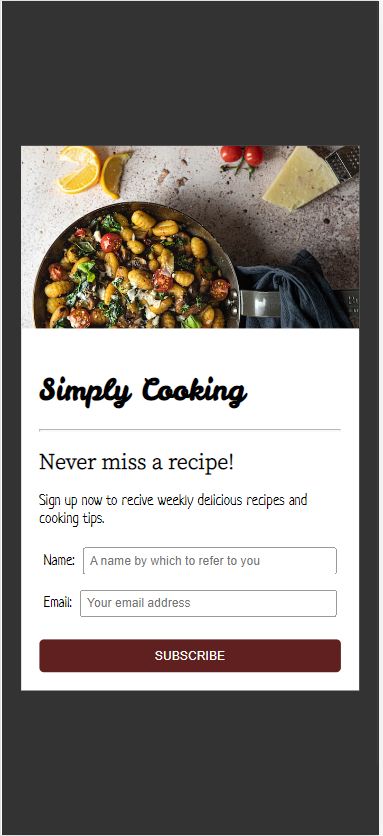 Simply Cooking
Never miss a recipe!
Sign up now to recive weekly delicious recipes and
cooking tips.
Name: A name by which to refer to you
Email: Your email address
SUBSCRIBE